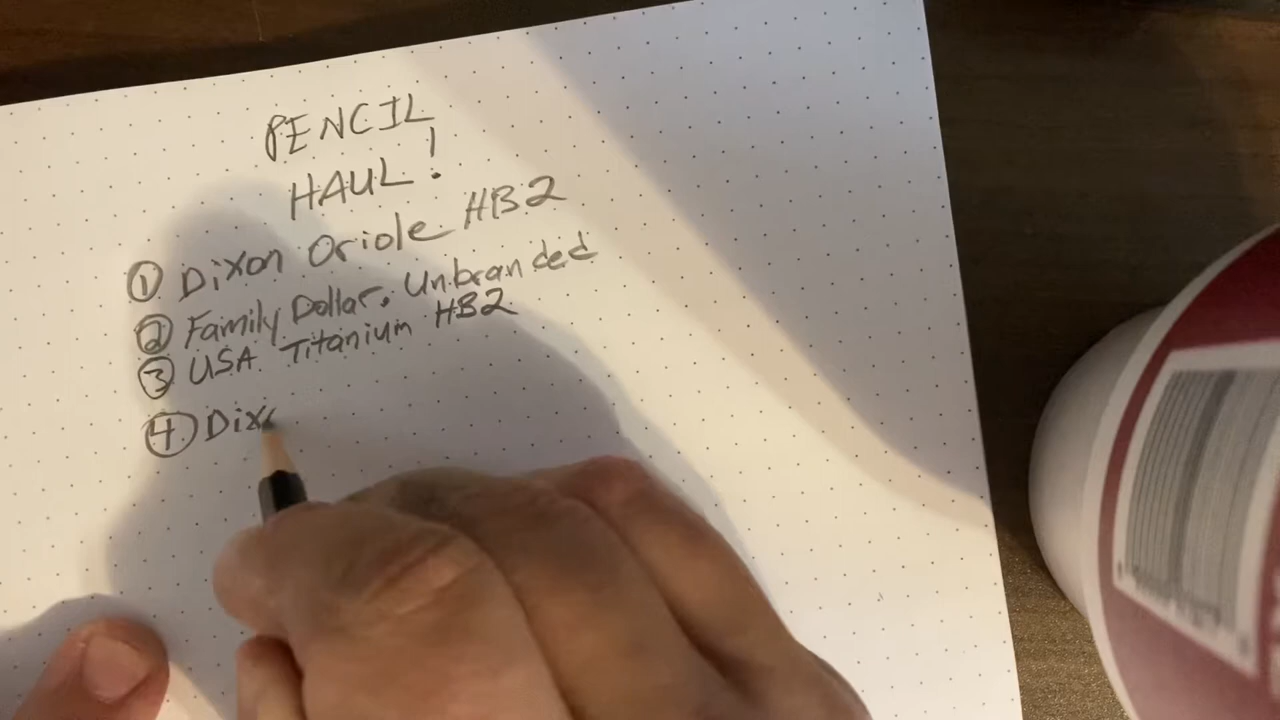 PENCIL
HAUL!
① Dixon Oriole HB2
② Family Dollar. Unbranded
③ USA Titanium HB2
④ Dix